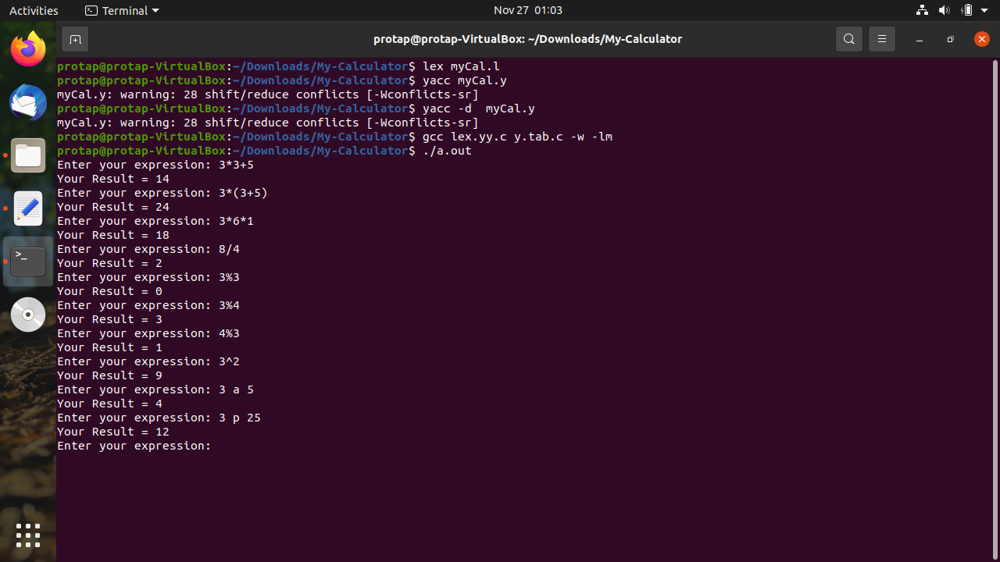 Activities Terminal Nov 27 01:03
protap@protap-VirtualBox: ~/Downloads/My-Calculator
protap@protap-VirtualBox:~/Downloads/My-Calculator$ lex myCal.l
protap@protap-VirtualBox:~/Downloads/My-Calculator$ yacc myCal.y
myCal.y: warning: 28 shift/reduce conflicts [-Wconflicts-sr]
protap@protap-VirtualBox:~/Downloads/My-Calculator$ yacc -d  myCal.y
myCal.y: warning: 28 shift/reduce conflicts [-Wconflicts-sr]
protap@protap-VirtualBox:~/Downloads/My-Calculator$ gcc lex.yy.c y.tab.c -w -lm
protap@protap-VirtualBox:~/Downloads/My-Calculator$ ./a.out
Enter your expression: 3*3+5
Your Result = 14
Enter your expression: 3*(3+5)
Your Result = 24
Enter your expression: 3*6*1
Your Result = 18
Enter your expression: 8/4
Your Result = 2
Enter your expression: 3%3
Your Result = 0
Enter your expression: 3%4
Your Result = 3
Enter your expression: 4%3
Your Result = 1
Enter your expression: 3^2
Your Result = 9
Enter your expression: 3 a 5
Your Result = 4
Enter your expression: 3 p 25
Your Result = 12
Enter your expression: